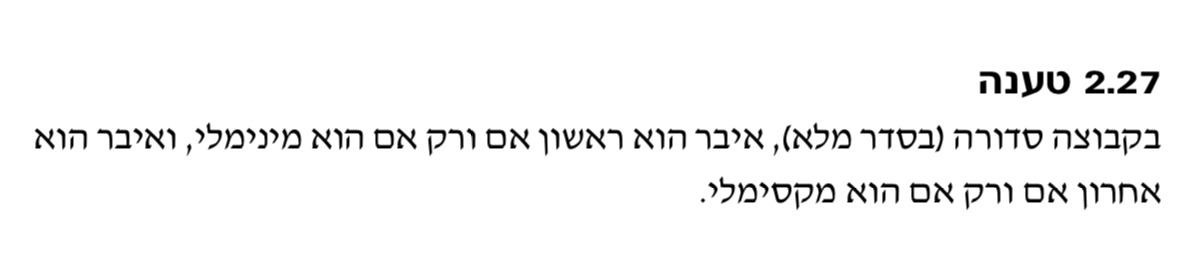 2.27 טענה
בקבוצה סדורה (בסדר מלא), איבר הוא ראשון אם ורק אם הוא מינימלי, ואיבר הוא
אחרון אם ורק אם הוא מקסימלי.